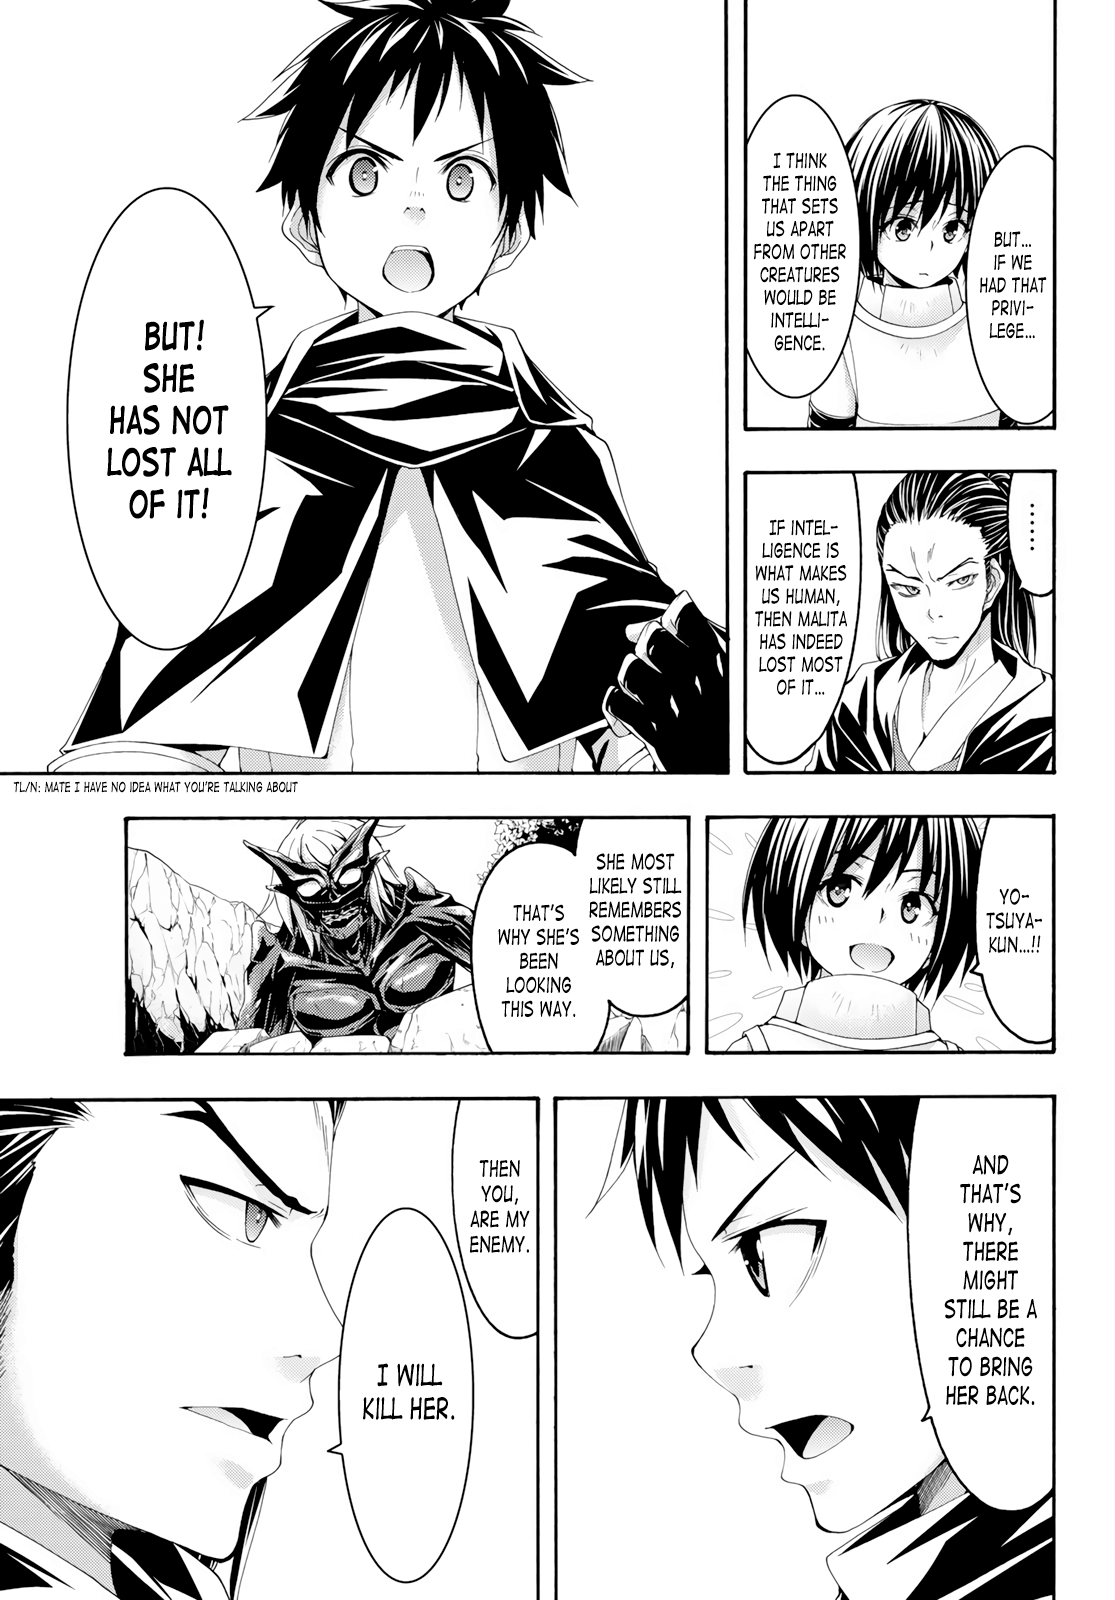 BUT...
IF WE
HAD THAT
PRIVI-
LEGE...
I THINK
THE THING
THAT SETS
US APART
FROM OTHER
CREATURES
WOULD BE
INTELLI-
GENCE.
........
IF INTEL-
LIGENCE IS
WHAT MAKES
US HUMAN,
THEN MALITA
HAS INDEED
LOST MOST
OF IT...
BUT!
SHE
HAS NOT
LOST ALL
OF IT!
TL/N: MATE I HAVE NO IDEA WHAT YOU'RE TALKING ABOUT
YO-
TSUYA-
KUN...!!
SHE MOST
LIKELY STILL
REMEMBERS
SOMETHING
ABOUT US,
THAT'S
WHY SHE'S
BEEN
LOOKING
THIS WAY.
AND
THAT'S
WHY,
THERE
MIGHT
STILL BE A
CHANCE
TO BRING
HER BACK.
THEN
YOU,
ARE MY
ENEMY.
I WILL
KILL HER.